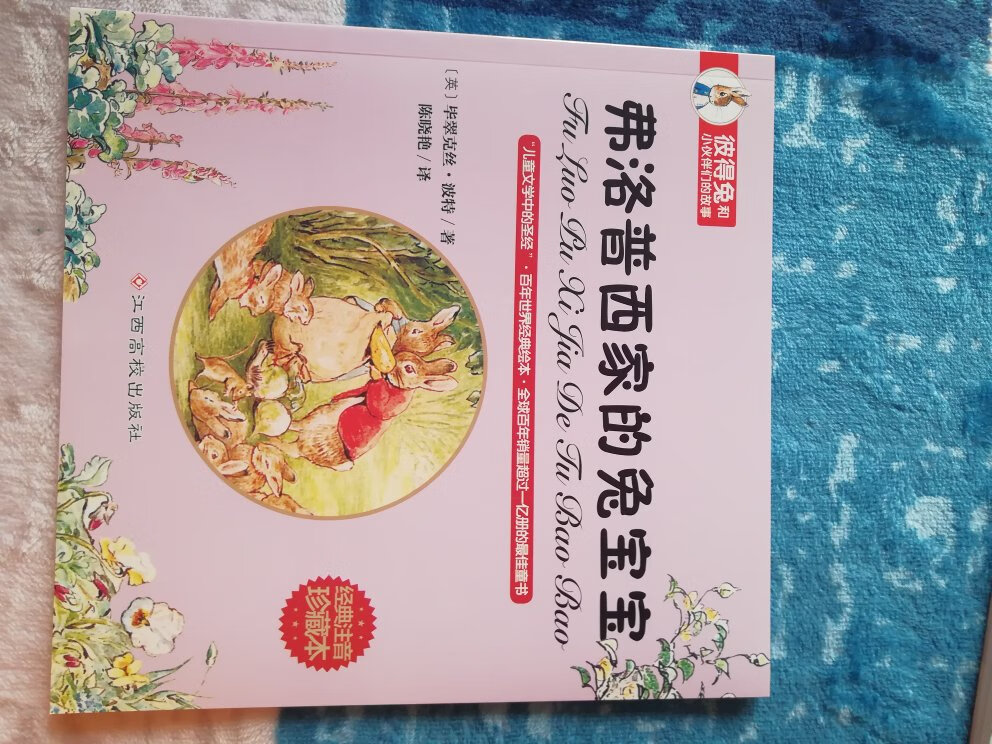 彼得兔和
小伙伴们的故事
弗洛普西家的兔宝宝
Fu Luo Pu Xi Jia De Tu Bao Bao
“儿童文学中的圣经”·百年世界经典绘本·全球百年销量超过一亿册的最佳童书
［英］毕翠克丝·波特/著
陈晓艳/译
经典注音
珍藏本
江西高校出版社